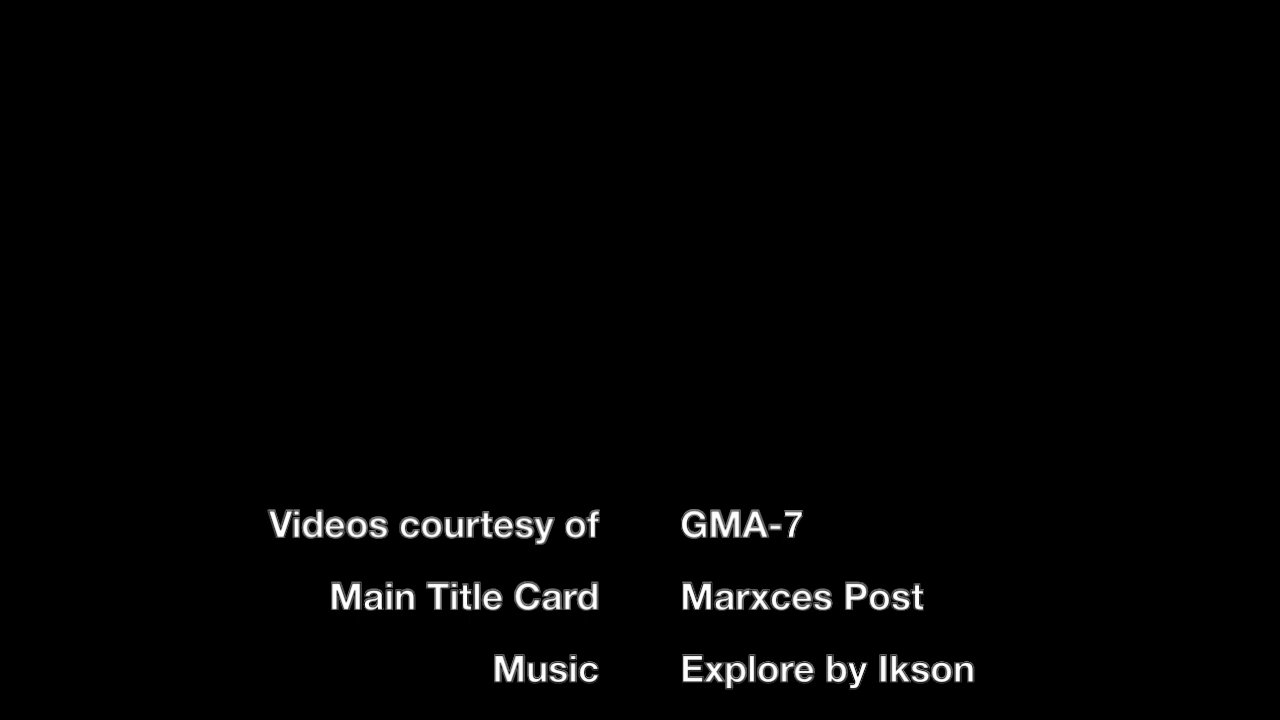 Videos courtesy of GMA-7
Main Title Card Marxces Post
Music Explore by Ikson